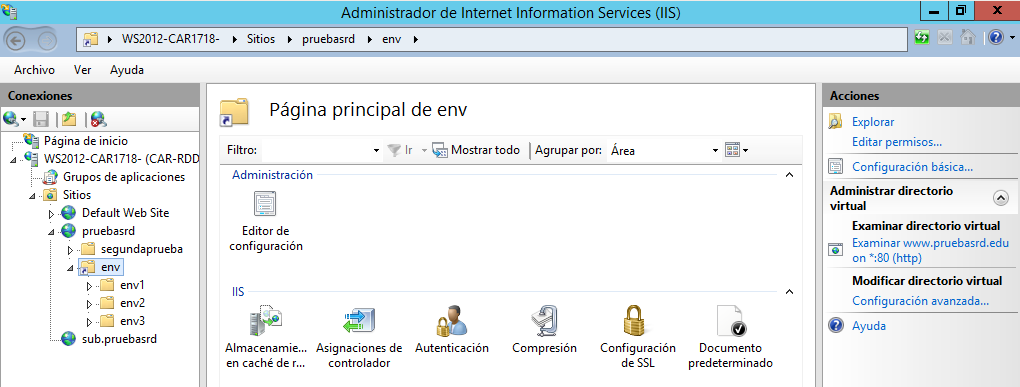 Administrador de Internet Information Services (IIS)
WS2012-CAR1718- Sitios pruebasrd env
Archivo Ver Ayuda
Conexiones
Página de inicio
WS2012-CAR1718- (CAR-RDD
Grupos de aplicaciones
Sitios
Default Web Site
pruebasrd
segundaprueba
env
env1
env2
env3
sub.pruebasrd
Página principal de env
Filtro: Ir Mostrar todo Agrupar por: Área
Administración
Editor de
configuración
IIS
Almacenamie...
en caché de r...
Asignaciones de
controlador
Autenticación
Compresión
Configuración
de SSL
Documento
predeterminado
Acciones
Explorar
Editar permisos...
Configuración básica...
Administrar directorio
virtual
Examinar directorio virtual
Examinar www.pruebasrd.edu
on *:80 (http)
Modificar directorio virtual
Configuración avanzada...
Ayuda